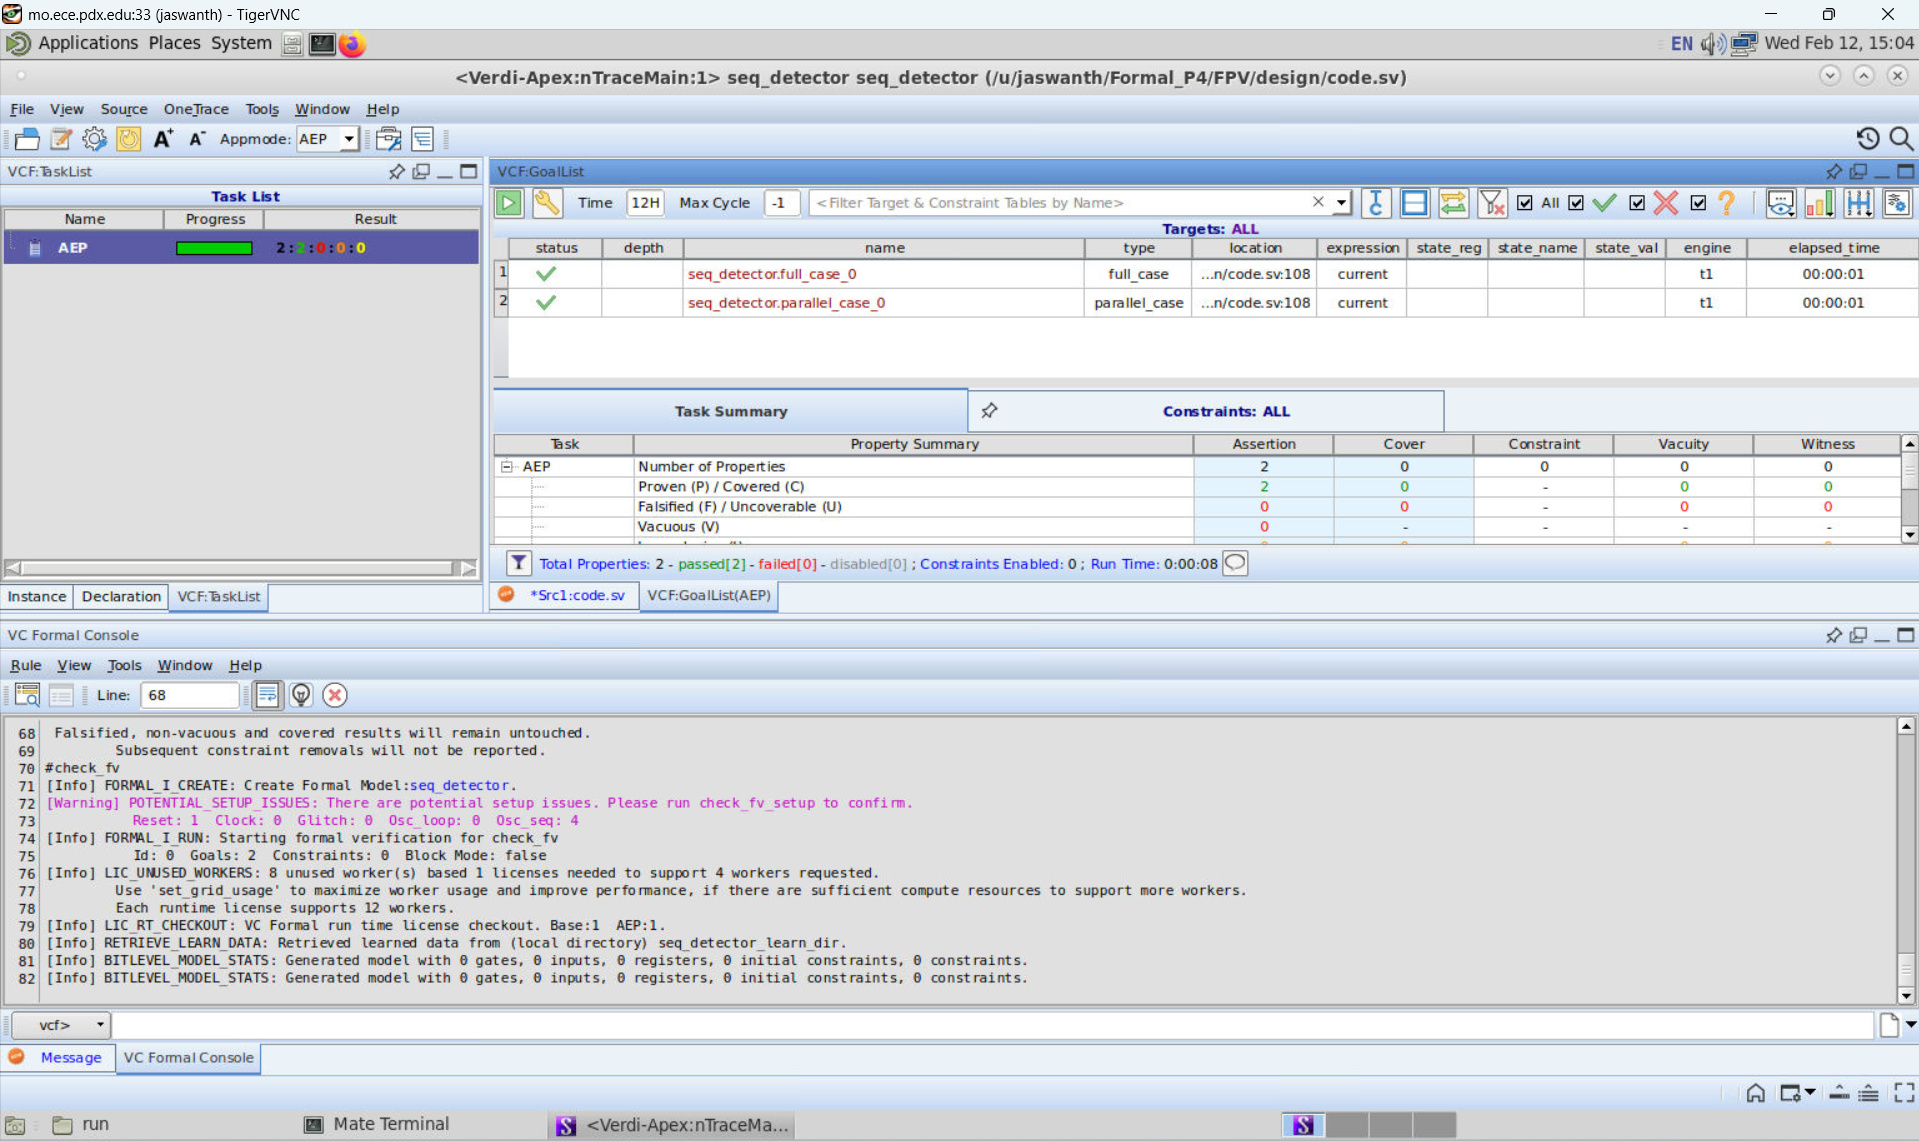 mo.ece.pdx.edu:33 (jaswanth) - TigerVNC
Applications Places System
EN Wed Feb 12, 15:04
<Verdi-Apex:nTraceMain:1> seq_detector seq_detector (/u/jaswanth/Formal_P4/FPV/design/code.sv)
File View Source OneTrace Tools Window Help
A+ A- Appmode: AEP
VCF:TaskList
Task List
Name Progress Result
AEP 2:2:0:0:0
VCF:GoalList
Time 12H Max Cycle -1 <Filter Target & Constraint Tables by Name> All
Targets: ALL
status depth name type location expression state_reg state_name state_val engine elapsed_time
1 seq_detector.full_case_0 full_case ...n/code.sv:108 current t1 00:00:01
2 seq_detector.parallel_case_0 parallel_case ...n/code.sv:108 current t1 00:00:01
Task Summary Constraints: ALL
Task Property Summary Assertion Cover Constraint Vacuity Witness
AEP Number of Properties 2 0 0 0 0
Proven (P) / Covered (C) 2 0 - 0 0
Falsified (F) / Uncoverable (U) 0 0 - 0 0
Vacuous (V) 0 - - - -
Total Properties: 2 - passed[2] - failed[0] - disabled[0] ; Constraints Enabled: 0 ; Run Time: 0:00:08
Instance Declaration VCF:TaskList
*Src1:code.sv VCF:GoalList(AEP)
VC Formal Console
Rule View Tools Window Help
Line: 68
68 Falsified, non-vacuous and covered results will remain untouched.
69 Subsequent constraint removals will not be reported.
70 #check_fv
71 [Info] FORMAL_I_CREATE: Create Formal Model:seq_detector.
72 [Warning] POTENTIAL_SETUP_ISSUES: There are potential setup issues. Please run check_fv_setup to confirm.
73 Reset: 1 Clock: 0 Glitch: 0 Osc_loop: 0 Osc_seq: 4
74 [Info] FORMAL_I_RUN: Starting formal verification for check_fv
75 Id: 0 Goals: 2 Constraints: 0 Block Mode: false
76 [Info] LIC_UNUSED_WORKERS: 8 unused worker(s) based 1 licenses needed to support 4 workers requested.
77 Use 'set_grid_usage' to maximize worker usage and improve performance, if there are sufficient compute resources to support more workers.
78 Each runtime license supports 12 workers.
79 [Info] LIC_RT_CHECKOUT: VC Formal run time license checkout. Base:1 AEP:1.
80 [Info] RETRIEVE_LEARN_DATA: Retrieved learned data from (local directory) seq_detector_learn_dir.
81 [Info] BITLEVEL_MODEL_STATS: Generated model with 0 gates, 0 inputs, 0 registers, 0 initial constraints, 0 constraints.
82 [Info] BITLEVEL_MODEL_STATS: Generated model with 0 gates, 0 inputs, 0 registers, 0 initial constraints, 0 constraints.
vcf>
Message VC Formal Console
run Mate Terminal <Verdi-Apex:nTraceMa...